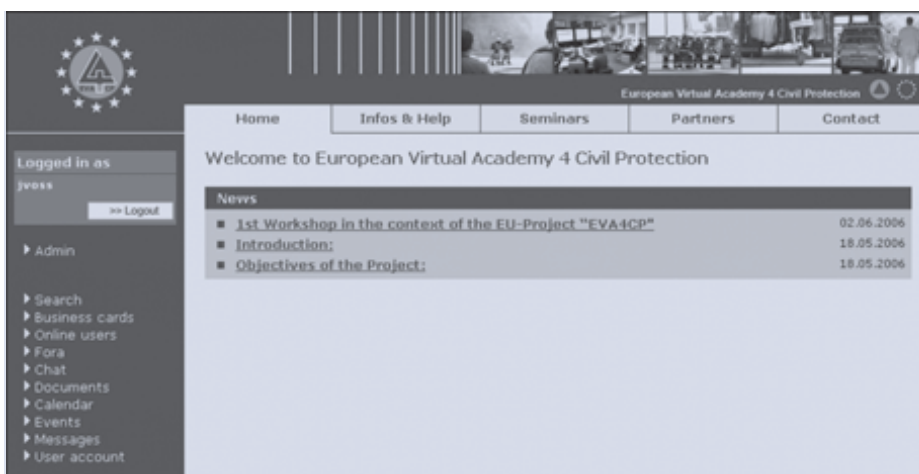 European Virtual Academy 4 Civil Protection
Home Infos & Help Seminars Partners Contact
Logged in as
jvoss
>> Logout
Admin
Search
Business cards
Online users
Fora
Chat
Documents
Calendar
Events
Messages
User account
Welcome to European Virtual Academy 4 Civil Protection
News
1st Workshop in the context of the EU-Project "EVA4CP" 02.06.2006
Introduction: 18.05.2006
Objectives of the Project: 18.05.2006